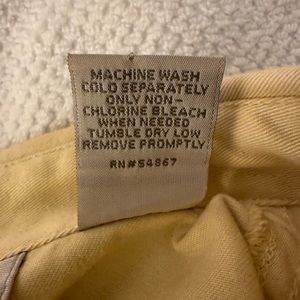 MACHINE WASH
COLD SEPARATELY
ONLY NON-
CHLORINE BLEACH
WHEN NEEDED
TUMBLE DRY LOW
REMOVE PROMPTLY.
RN#54867